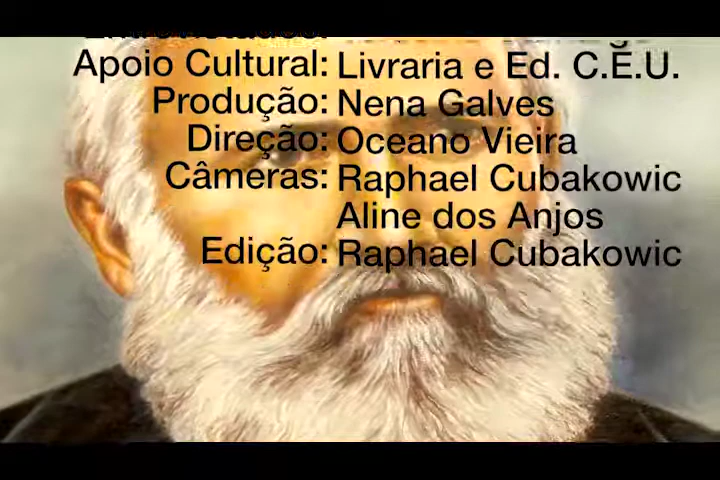 Apoio Cultural: Livraria e Ed. C.E.U.
Produção: Nena Galves
Direção: Oceano Vieira
Câmeras: Raphael Cubakowic
Aline dos Anjos
Edição: Raphael Cubakowic